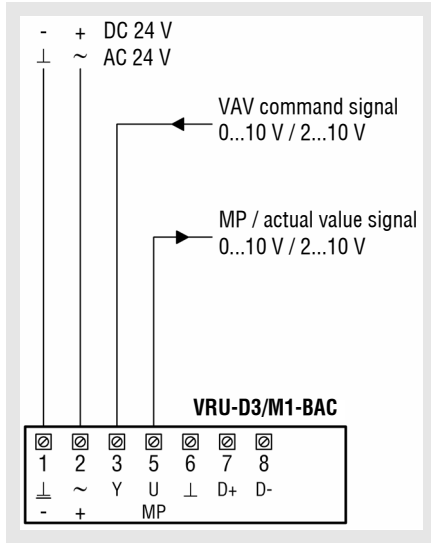 - + DC 24 V
⊥ ~ AC 24 V
VAV command signal
0...10 V / 2...10 V
MP / actual value signal
0...10 V / 2...10 V
VRU-D3/M1-BAC
1 2 3 5 6 7 8
⊥ ~ Y U ⊥ D+ D-
- + MP